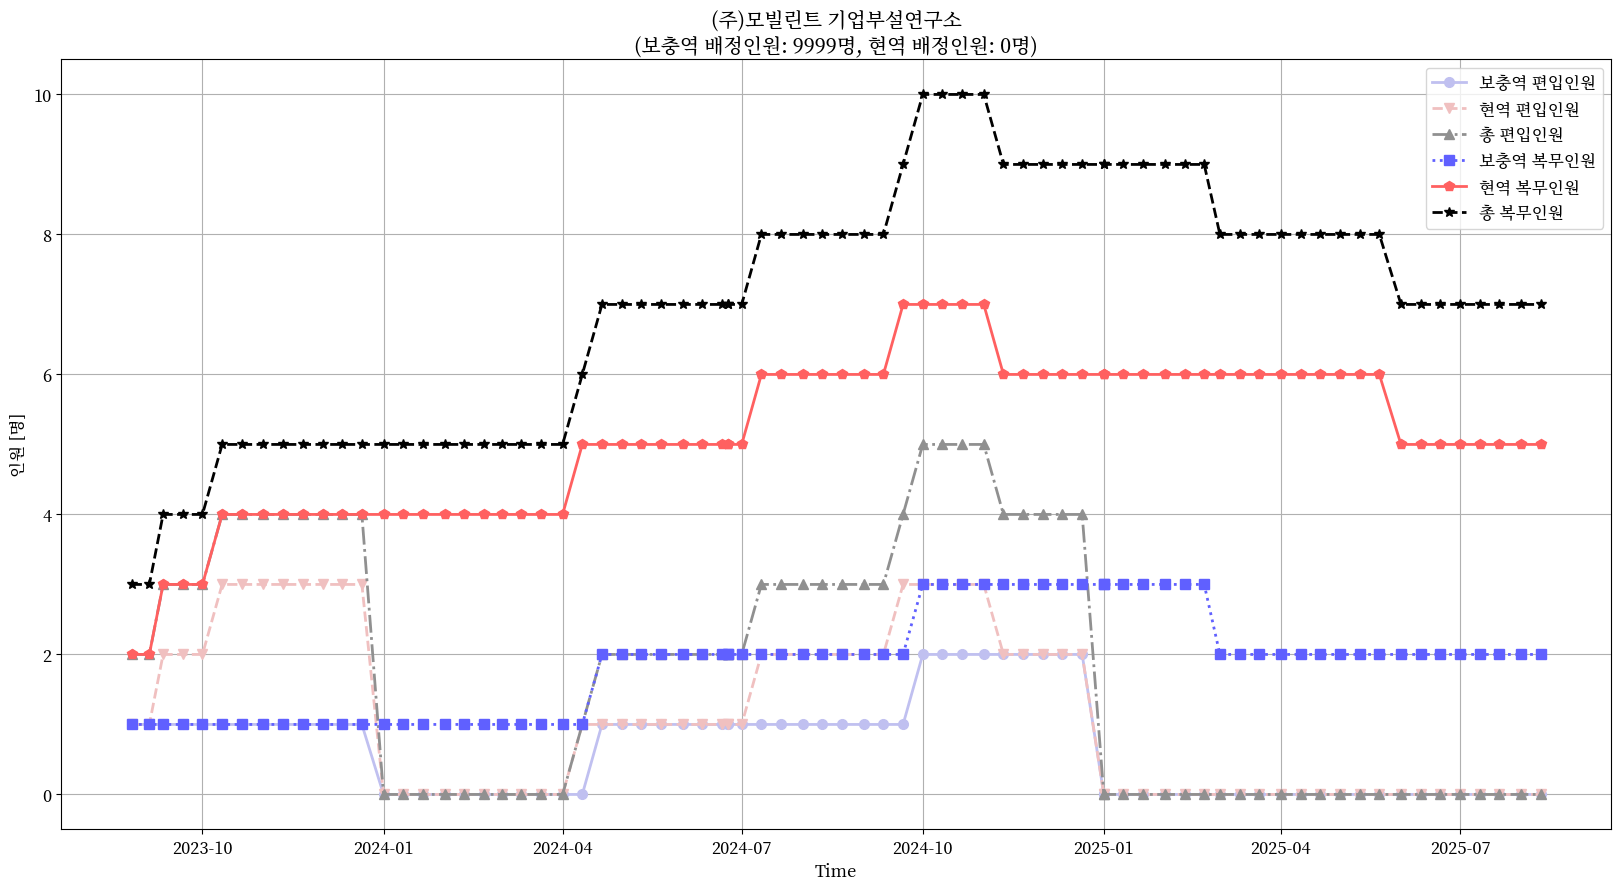 (주)모빌린트 기업부설연구소
(보충역 배정인원: 9999명, 현역 배정인원: 0명)
보충역 편입인원
현역 편입인원
총 편입인원
보충역 복무인원
현역 복무인원
총 복무인원
인원 [명]
10
8
6
4
2
0
2023-10
2024-01
2024-04
2024-07
2024-10
2025-01
2025-04
2025-07
Time